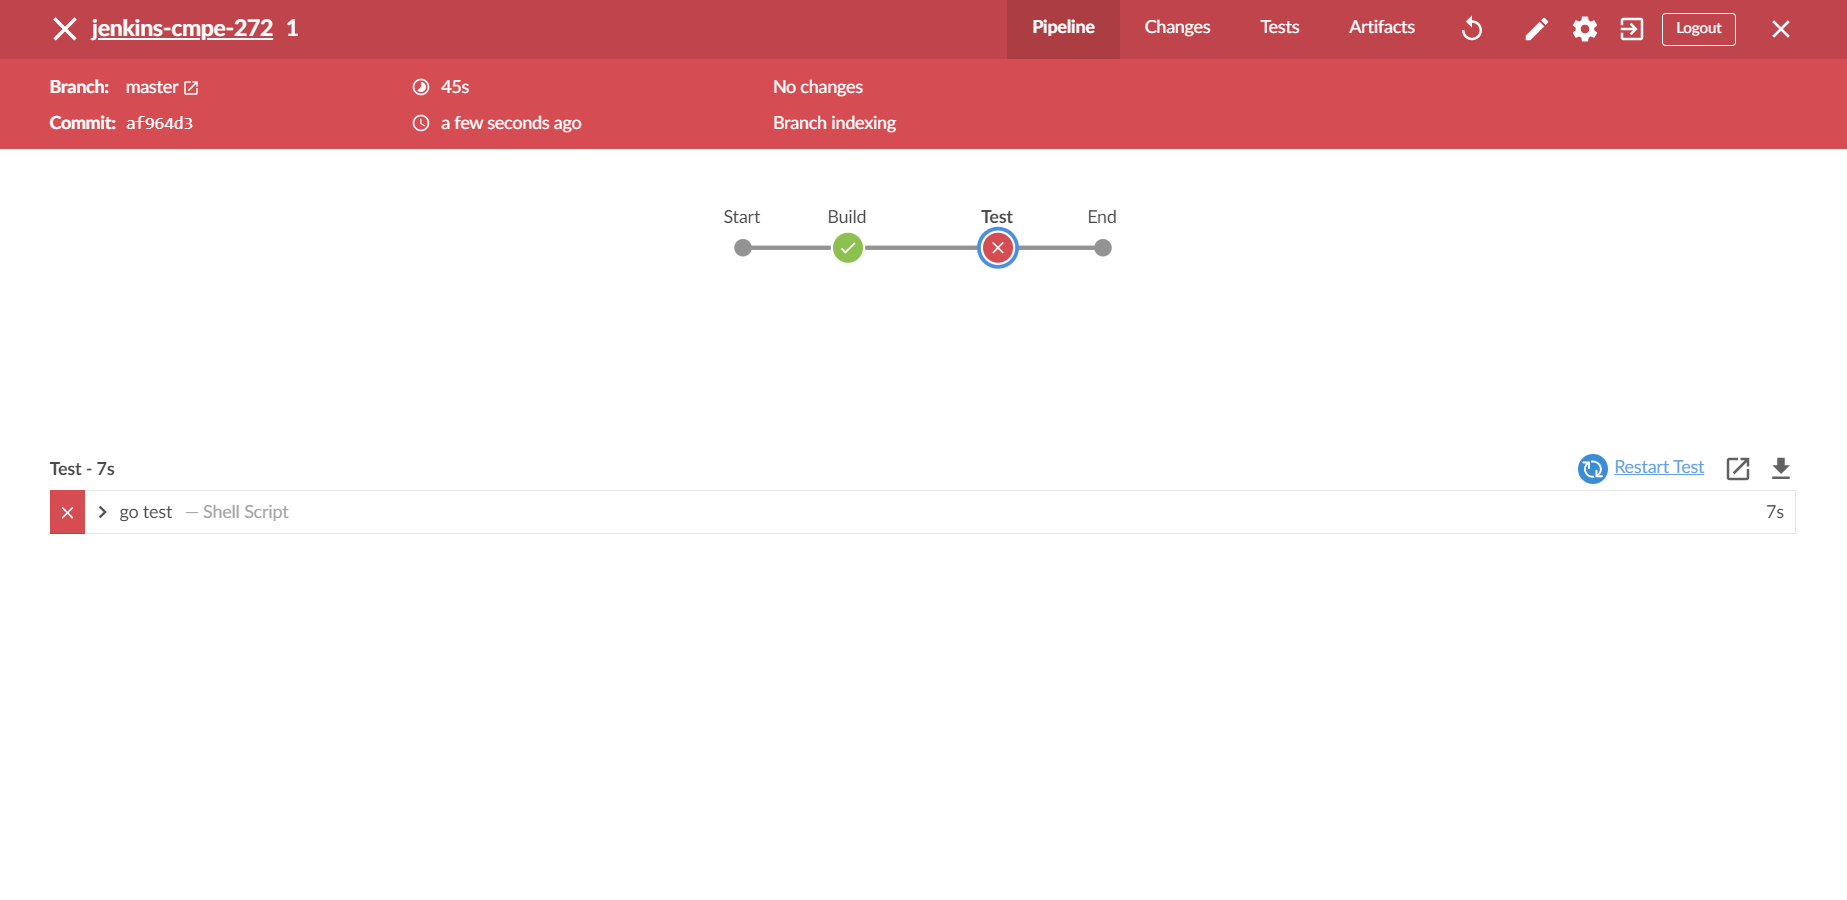 jenkins-cmpe-272 1 Pipeline Changes Tests Artifacts Logout
Branch: master 45s No changes
Commit: af964d3 a few seconds ago Branch indexing
Start Build Test End
Test - 7s Restart Test
go test — Shell Script 7s